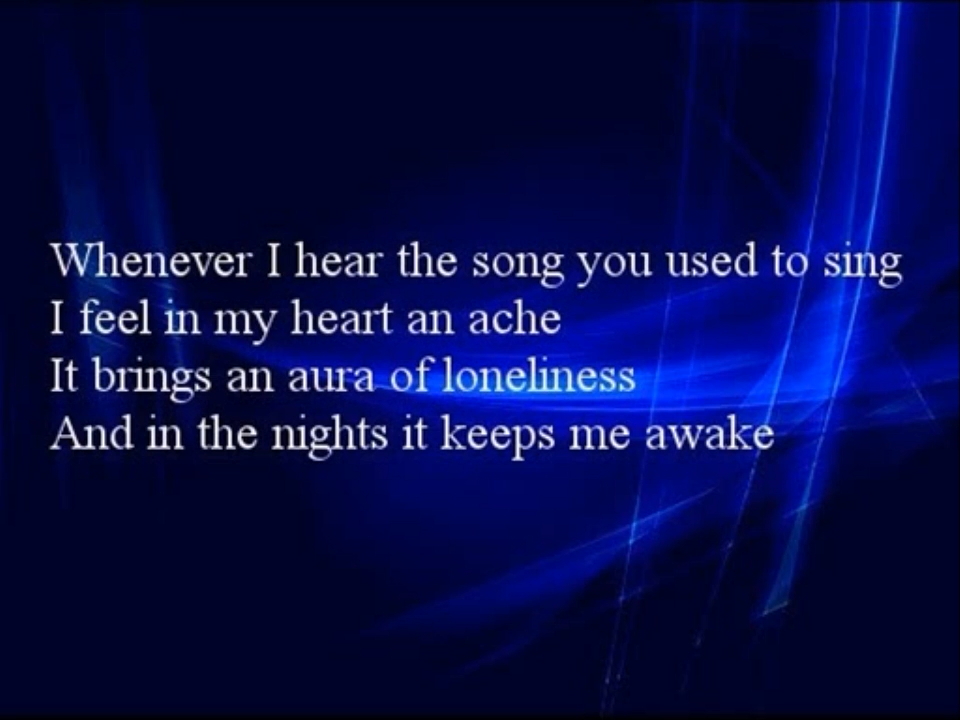 Whenever I hear the song you used to sing
I feel in my heart an ache
It brings an aura of loneliness
And in the nights it keeps me awake